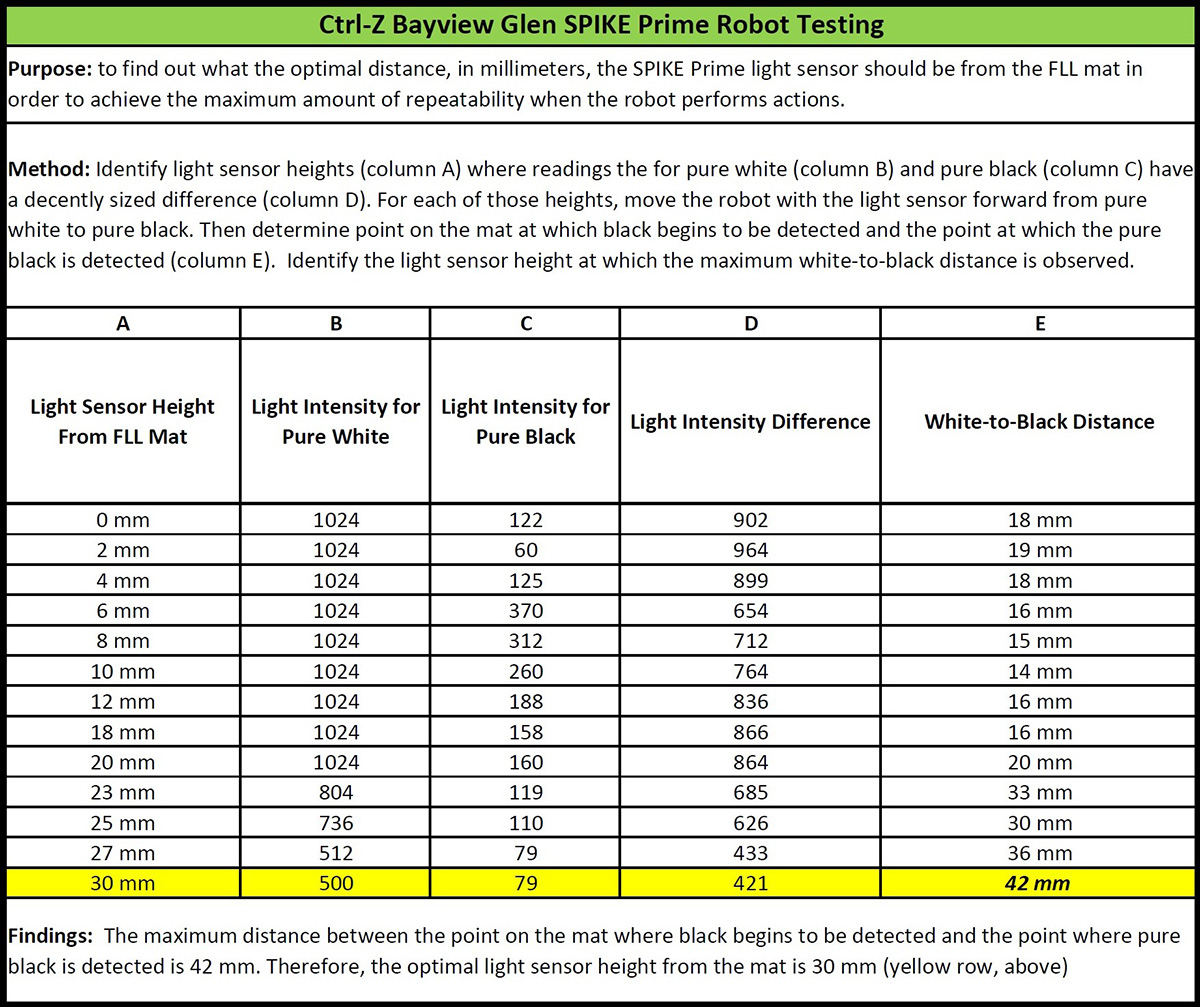 Ctrl-Z Bayview Glen SPIKE Prime Robot Testing
Purpose: to find out what the optimal distance, in millimeters, the SPIKE Prime light sensor should be from the FLL mat in
order to achieve the maximum amount of repeatability when the robot performs actions.
Method: Identify light sensor heights (column A) where readings the for pure white (column B) and pure black (column C) have
a decently sized difference (column D). For each of those heights, move the robot with the light sensor forward from pure
white to pure black. Then determine point on the mat at which black begins to be detected and the point at which the pure
black is detected (column E).  Identify the light sensor height at which the maximum white-to-black distance is observed.
A B C D E
Light Sensor Height From FLL Mat Light Intensity for Pure White Light Intensity for Pure Black Light Intensity Difference White-to-Black Distance
0 mm 1024 122 902 18 mm
2 mm 1024 60 964 19 mm
4 mm 1024 125 899 18 mm
6 mm 1024 370 654 16 mm
8 mm 1024 312 712 15 mm
10 mm 1024 260 764 14 mm
12 mm 1024 188 836 16 mm
18 mm 1024 158 866 16 mm
20 mm 1024 160 864 20 mm
23 mm 804 119 685 33 mm
25 mm 736 110 626 30 mm
27 mm 512 79 433 36 mm
30 mm 500 79 421 42 mm
Findings:  The maximum distance between the point on the mat where black begins to be detected and the point where pure
black is detected is 42 mm. Therefore, the optimal light sensor height from the mat is 30 mm (yellow row, above)